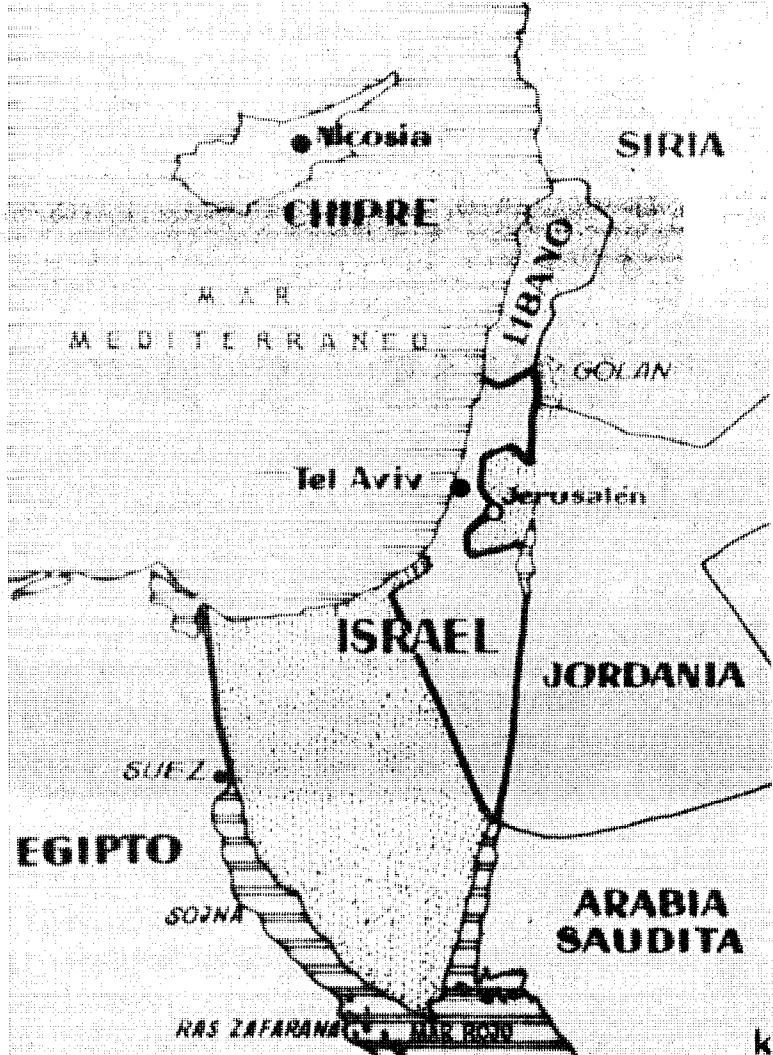 Nicosia
SIRIA
CHIPRE
LIBANO
MAR
MEDITERRANEO
GOLAN
Tel Aviv
Jerusalén
ISRAEL
JORDANIA
SUEZ
EGIPTO
SOJNA
ARABIA
SAUDITA
RAS ZAFARANA
MAR ROJO
k